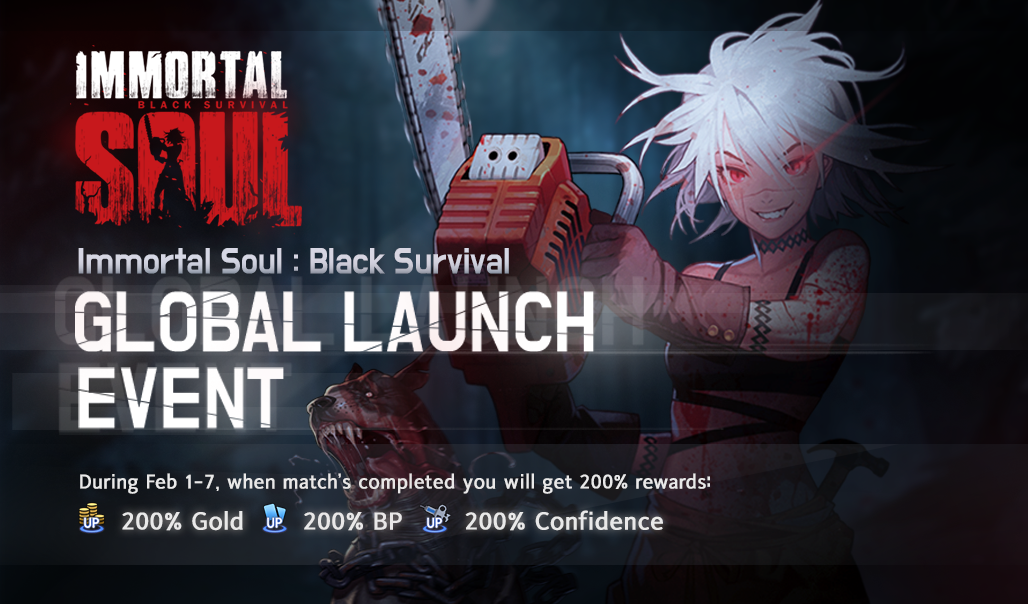 IMMORTAL
BLACK SURVIVAL
SOUL
Immortal Soul : Black Survival
GLOBAL LAUNCH
EVENT
During Feb 1-7, when match's completed you will get 200% rewards:
UP 200% Gold UP 200% BP UP 200% Confidence